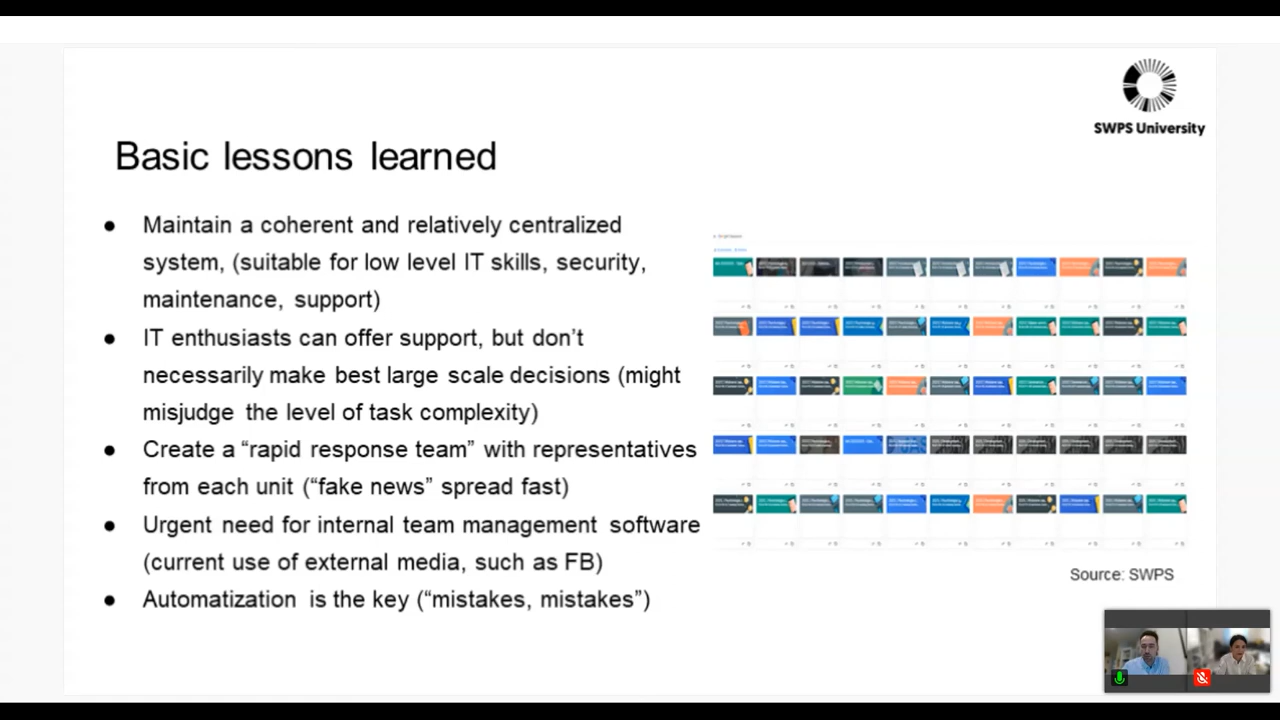 SWPS University
Basic lessons learned
● Maintain a coherent and relatively centralized
system, (suitable for low level IT skills, security,
maintenance, support)
● IT enthusiasts can offer support, but don’t
necessarily make best large scale decisions (might
misjudge the level of task complexity)
● Create a “rapid response team” with representatives
from each unit (“fake news” spread fast)
● Urgent need for internal team management software
(current use of external media, such as FB)
● Automatization is the key (“mistakes, mistakes”)
Source: SWPS